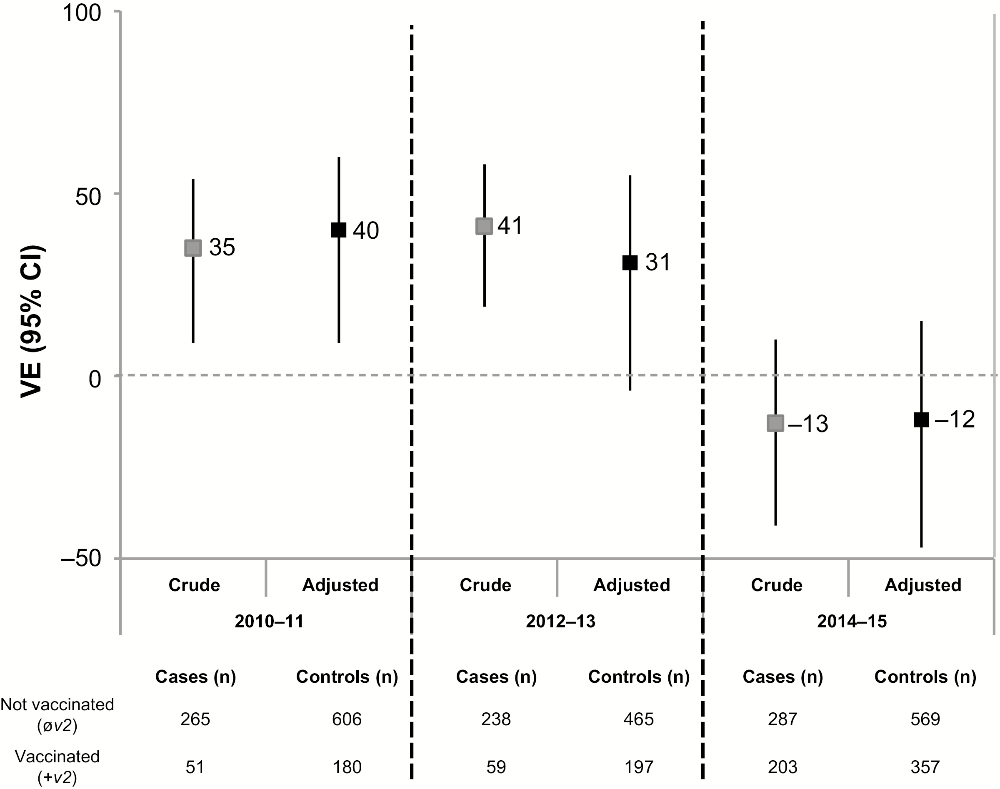 100
50
0
–50
VE (95% CI)
35
40
41
31
–13
–12
Crude Adjusted Crude Adjusted Crude Adjusted
2010–11 2012–13 2014–15
Cases (n) Controls (n) Cases (n) Controls (n) Cases (n) Controls (n)
Not vaccinated
(øv2) 265 606 238 465 287 569
Vaccinated
(+v2) 51 180 59 197 203 357